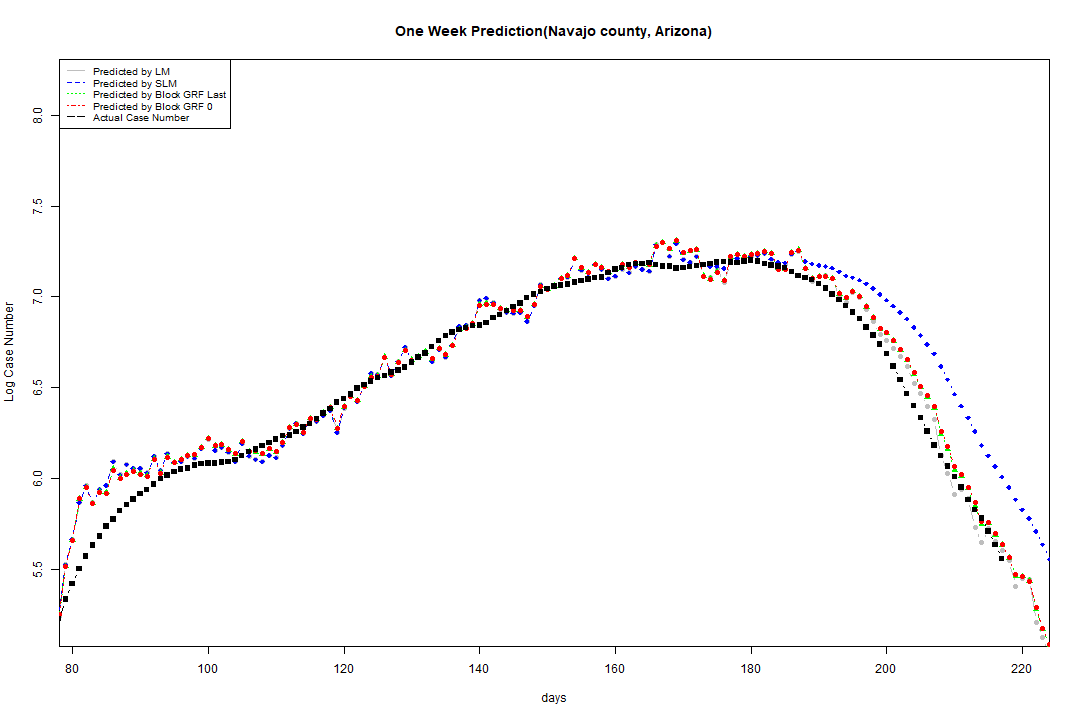 One Week Prediction(Navajo county, Arizona)
Predicted by LM
Predicted by SLM
Predicted by Block GRF Last
Predicted by Block GRF 0
Actual Case Number
8.0
7.5
7.0
6.5
6.0
5.5
Log Case Number
80 100 120 140 160 180 200 220
days